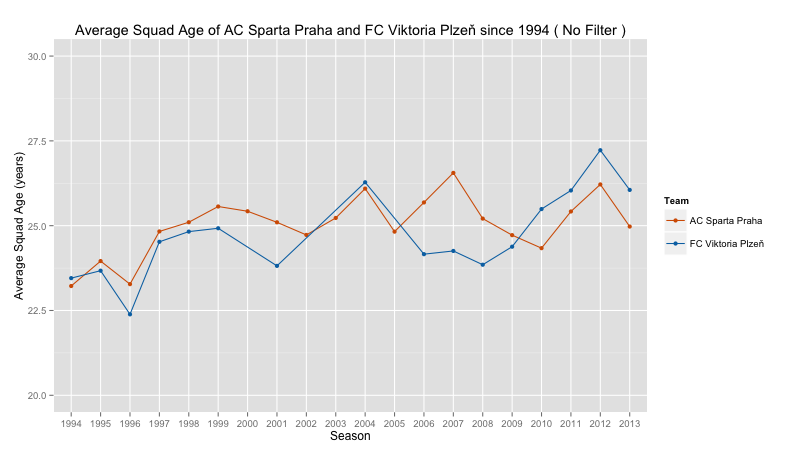 Average Squad Age of AC Sparta Praha and FC Viktoria Plzeň since 1994 ( No Filter )
Average Squad Age (years)
30.0
27.5
25.0
22.5
20.0
1994 1995 1996 1997 1998 1999 2000 2001 2002 2003 2004 2005 2006 2007 2008 2009 2010 2011 2012 2013
Season
Team
AC Sparta Praha
FC Viktoria Plzeň